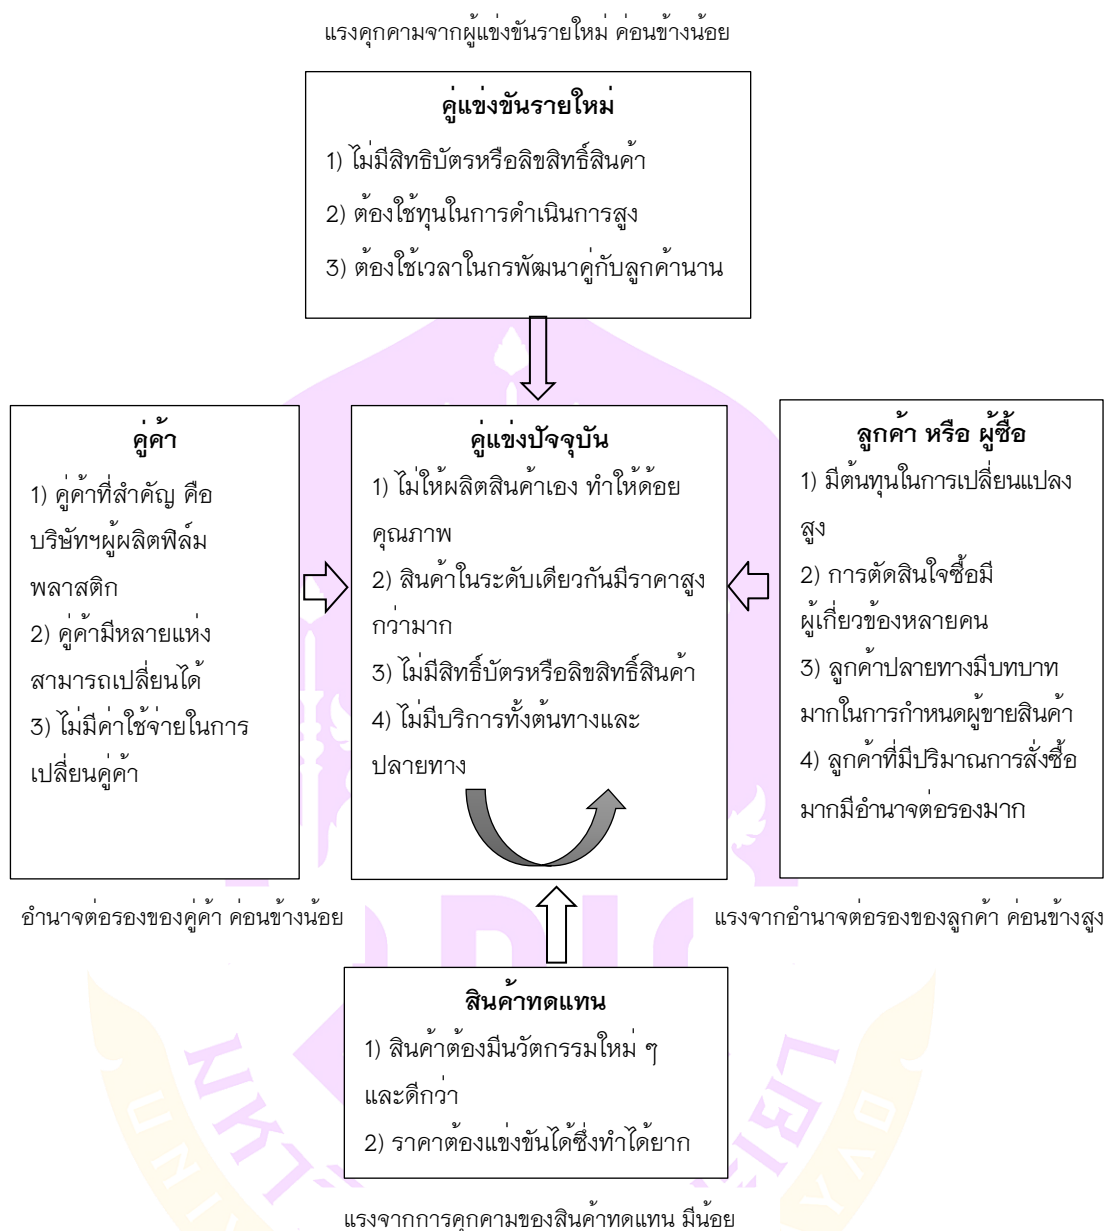 แรงคุกคามจากผู้แข่งขันรายใหม่ ค่อนข้างน้อย
คู่แข่งขันรายใหม่
1) ไม่มีสิทธิบัตรหรือลิขสิทธิ์สินค้า
2) ต้องใช้ทุนในการดำเนินการสูง
3) ต้องใช้เวลาในกรพัฒนาคู่กับลูกค้านาน
คู่ค้า
1) คู่ค้าที่สำคัญ คือ
บริษัทฯผู้ผลิตฟิล์ม
พลาสติก
2) คู่ค้ามีหลายแห่ง
สามารถเปลี่ยนได้
3) ไม่มีค่าใช้จ่ายในการ
เปลี่ยนคู่ค้า
อำนาจต่อรองของคู่ค้า ค่อนข้างน้อย
คู่แข่งปัจจุบัน
1) ไม่ให้ผลิตสินค้าเอง ทำให้ด้อย
คุณภาพ
2) สินค้าในระดับเดียวกันมีราคาสูง
กว่ามาก
3) ไม่มีสิทธิ์บัตรหรือลิขสิทธิ์สินค้า
4) ไม่มีบริการทั้งต้นทางและ
ปลายทาง
ลูกค้า หรือ ผู้ซื้อ
1) มีต้นทุนในการเปลี่ยนแปลง
สูง
2) การตัดสินใจซื้อมี
ผู้เกี่ยวข้องหลายคน
3) ลูกค้าปลายทางมีบทบาท
มากในการกำหนดผู้ขายสินค้า
4) ลูกค้าที่มีปริมาณการสั่งซื้อ
มากมีอำนาจต่อรองมาก
แรงจากอำนาจต่อรองของลูกค้า ค่อนข้างสูง
สินค้าทดแทน
1) สินค้าต้องมีนวัตกรรมใหม่ ๆ
และดีกว่า
2) ราคาต้องแข่งขันได้ซึ่งทำได้ยาก
แรงจากการคุกคามของสินค้าทดแทน มีน้อย